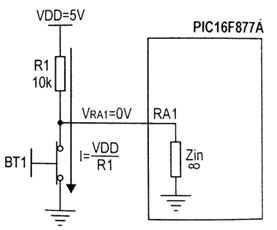 VDD=5V
PIC16F877A
R1
10k
VRA1=0V
RA1
BT1
I=VDD/R1
Zin
∞